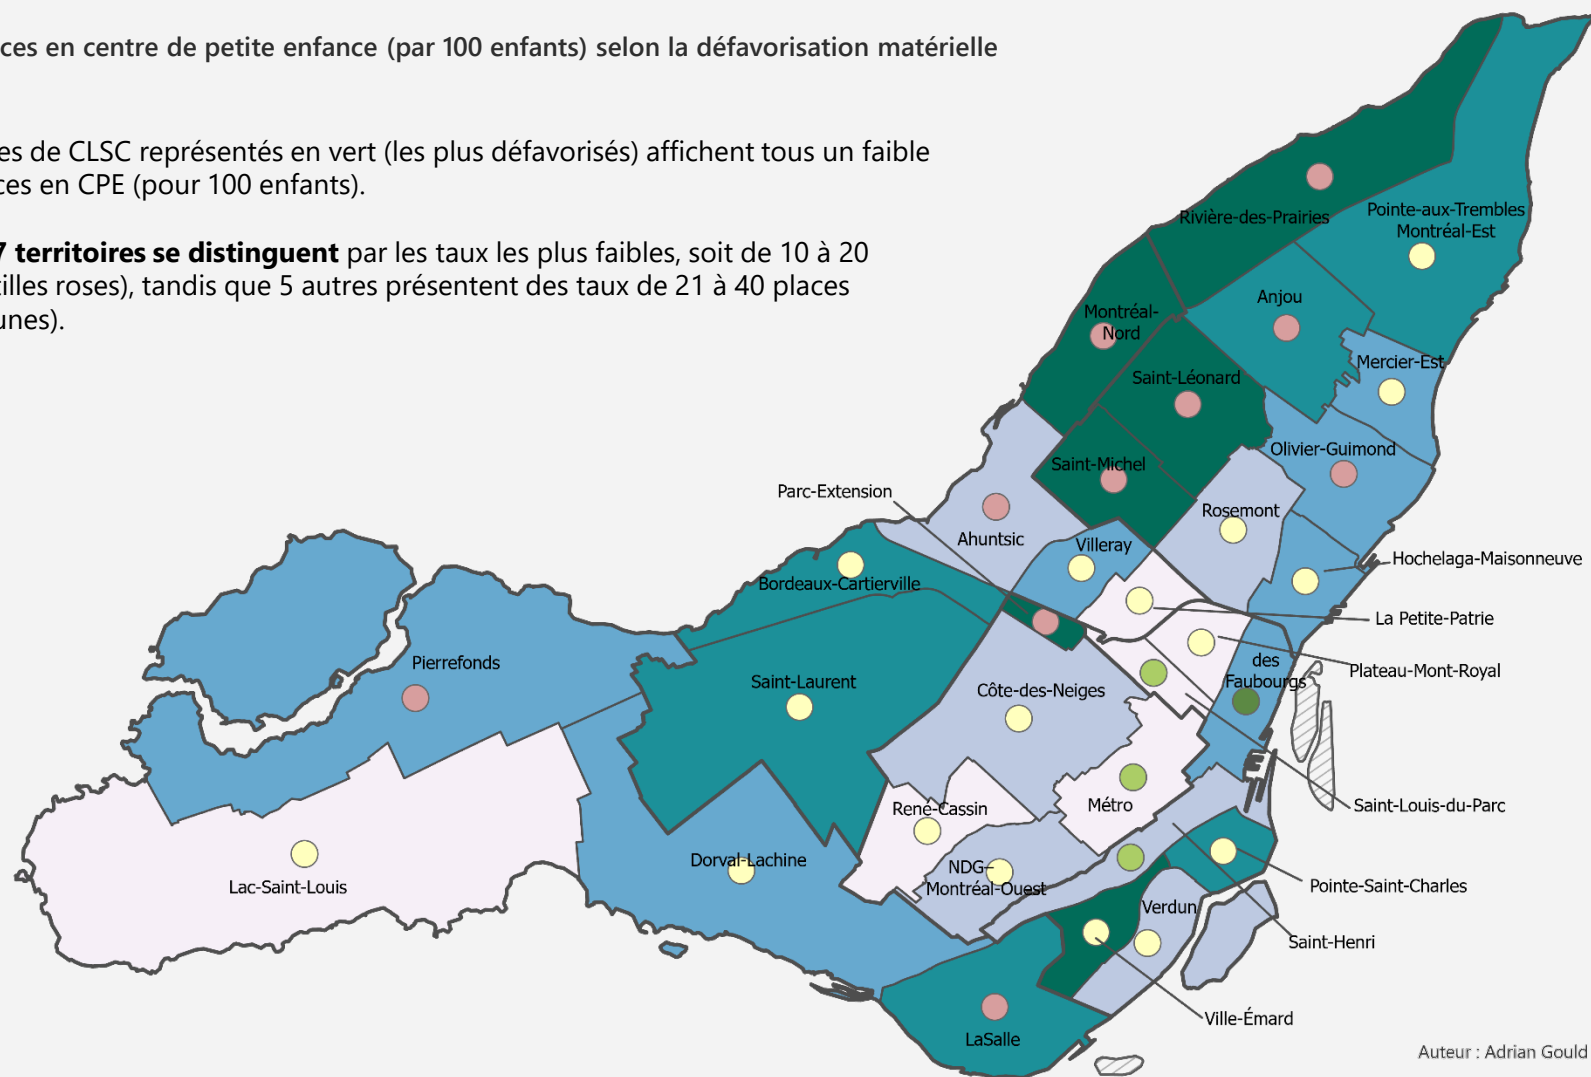 ces en centre de petite enfance (par 100 enfants) selon la défavorisation matérielle
es de CLSC représentés en vert (les plus défavorisés) affichent tous un faible
ces en CPE (pour 100 enfants).
7 territoires se distinguent par les taux les plus faibles, soit de 10 à 20
tilles roses), tandis que 5 autres présentent des taux de 21 à 40 places
unes).
Rivière-des-Prairies
Pointe-aux-Trembles
Montréal-Est
Anjou
Montréal-
Nord
Mercier-Est
Saint-Léonard
Olivier-Guimond
Saint-Michel
Parc-Extension
Rosemont
Ahuntsic
Villeray
Hochelaga-Maisonneuve
Bordeaux-Cartierville
La Petite-Patrie
Pierrefonds
des
Faubourgs
Plateau-Mont-Royal
Saint-Laurent
Côte-des-Neiges
Saint-Louis-du-Parc
Métro
René-Cassin
Dorval-Lachine
NDG–
Montréal-Ouest
Lac-Saint-Louis
Pointe-Saint-Charles
Verdun
Saint-Henri
Ville-Émard
LaSalle
Auteur : Adrian Gould